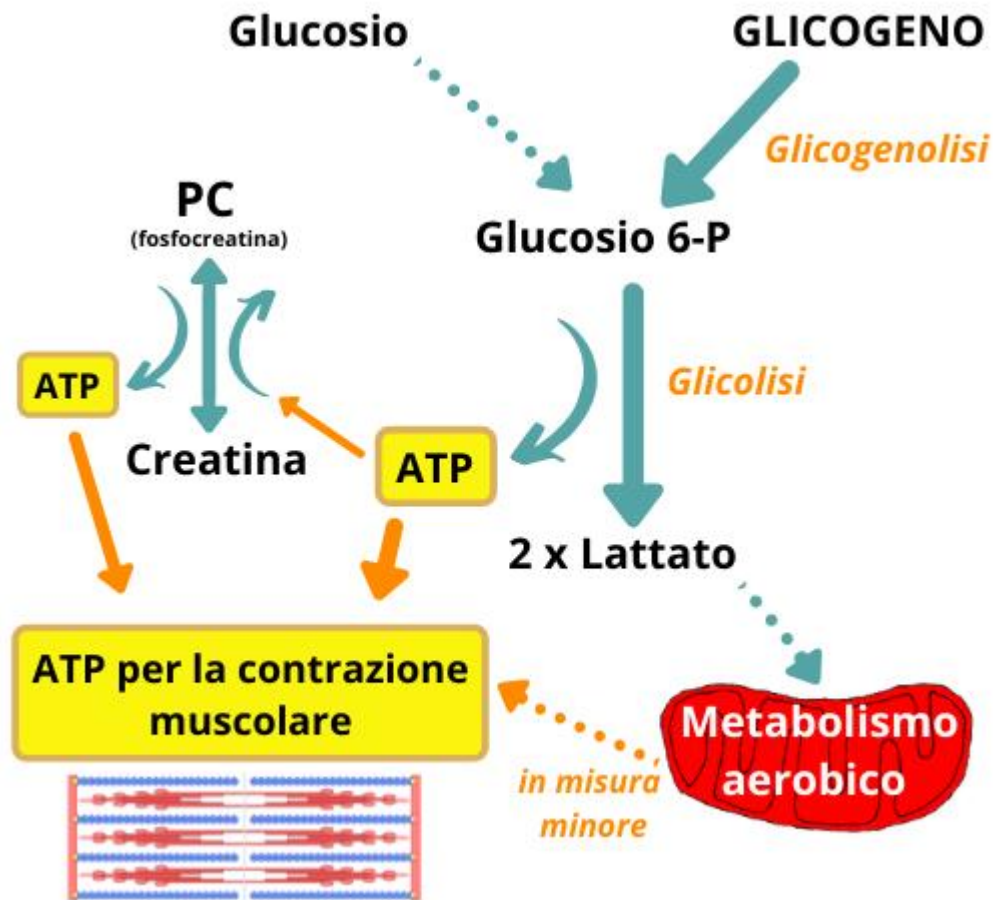 Glucosio
GLICOGENO
Glicogenolisi
PC
(fosfocreatina)
Glucosio 6-P
ATP
Glicolisi
Creatina
ATP
2 x Lattato
ATP per la contrazione
muscolare
Metabolismo
aerobico
in misura
minore